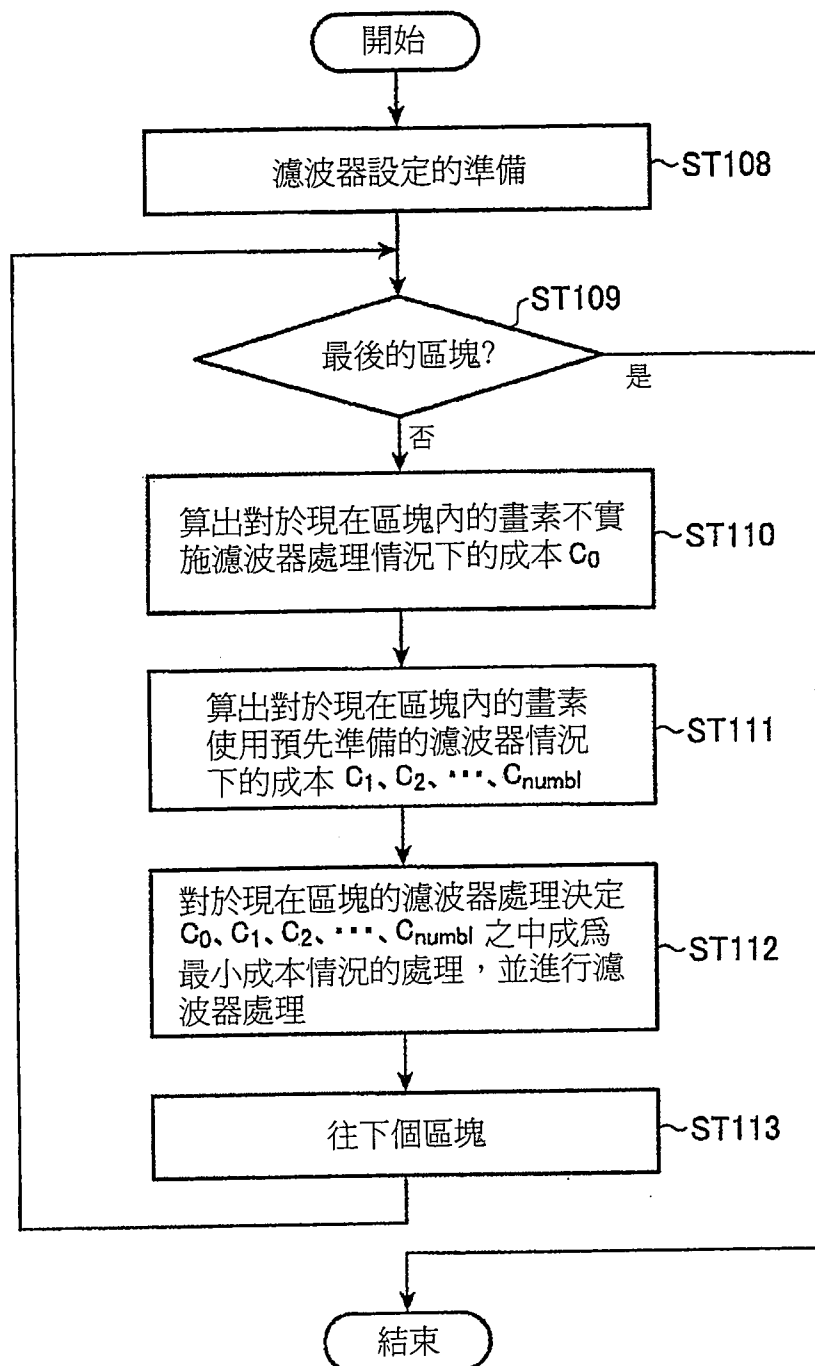 開始
濾波器設定的準備
ST108
ST109
最後的區塊?
是
否
算出對於現在區塊內的畫素不實
施濾波器處理情況下的成本 C₀
ST110
算出對於現在區塊內的畫素
使用預先準備的濾波器情況
下的成本 C₁、C₂、⋯、Cnumbl
ST111
對於現在區塊的濾波器處理決定
C₀、C₁、C₂、⋯、Cnumbl 之中成爲
最小成本情況的處理，並進行濾
波器處理
ST112
往下個區塊
ST113
結束